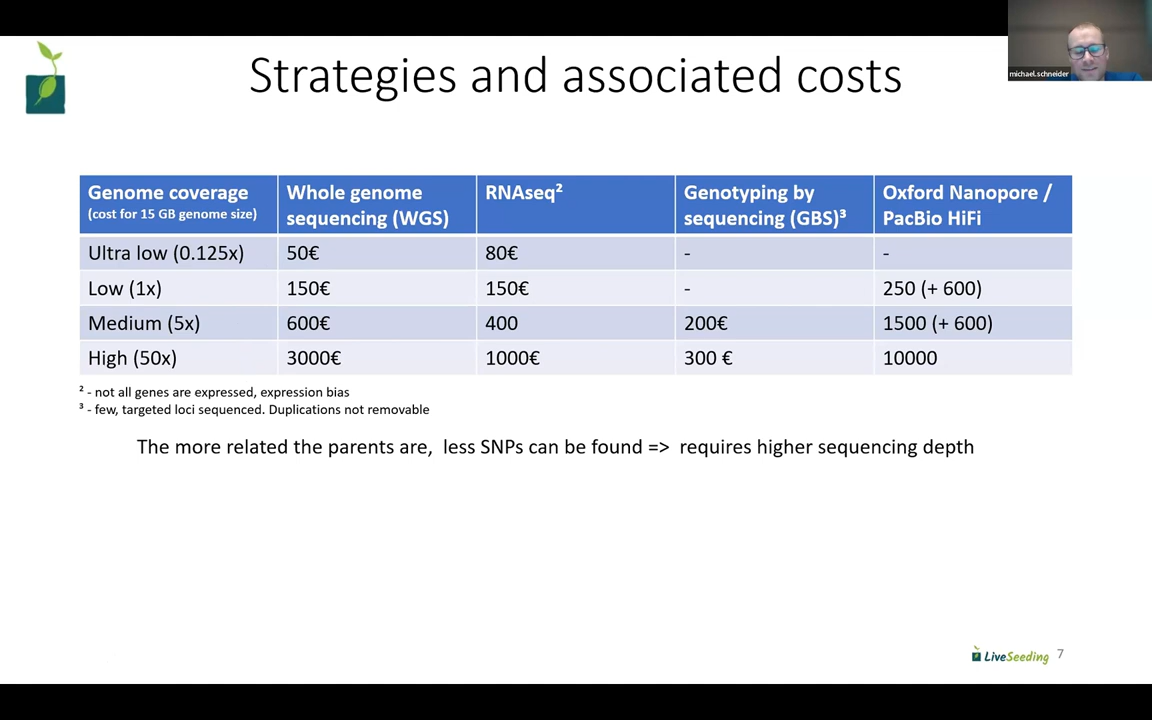 michael.schneider
Strategies and associated costs
Genome coverage
(cost for 15 GB genome size)
Whole genome
sequencing (WGS)
RNAseq²
Genotyping by
sequencing (GBS)³
Oxford Nanopore /
PacBio HiFi
Ultra low (0.125x) 50€ 80€ - -
Low (1x) 150€ 150€ - 250 (+ 600)
Medium (5x) 600€ 400 200€ 1500 (+ 600)
High (50x) 3000€ 1000€ 300 € 10000
² - not all genes are expressed, expression bias
³ - few, targeted loci sequenced. Duplications not removable
The more related the parents are, less SNPs can be found => requires higher sequencing depth
LiveSeeding 7